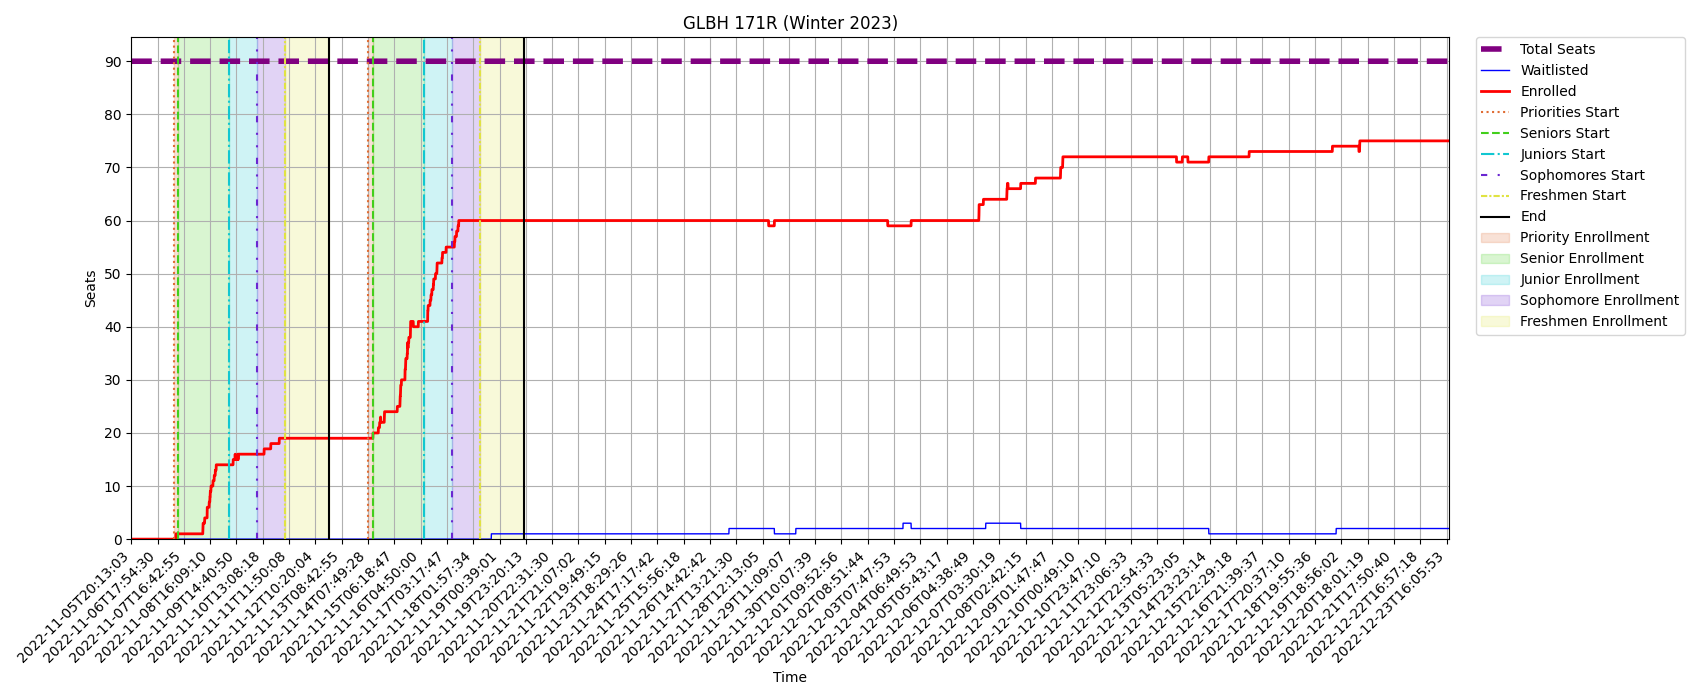 GLBH 171R (Winter 2023)
Total Seats
Waitlisted
Enrolled
Priorities Start
Seniors Start
Juniors Start
Sophomores Start
Freshmen Start
End
Priority Enrollment
Senior Enrollment
Junior Enrollment
Sophomore Enrollment
Freshmen Enrollment
Seats
90
80
70
60
50
40
30
20
10
0
2022-11-05T20:13:03
2022-11-06T17:54:30
2022-11-07T16:42:55
2022-11-08T16:09:10
2022-11-09T14:40:50
2022-11-10T13:08:18
2022-11-11T11:50:08
2022-11-12T10:20:04
2022-11-13T08:42:55
2022-11-14T07:49:28
2022-11-15T06:18:47
2022-11-16T04:50:00
2022-11-17T03:17:47
2022-11-18T01:57:34
2022-11-19T00:39:01
2022-11-19T23:20:13
2022-11-20T22:31:30
2022-11-21T21:07:02
2022-11-22T19:49:15
2022-11-23T18:29:26
2022-11-24T17:17:42
2022-11-25T15:56:18
2022-11-26T14:42:42
2022-11-27T13:21:30
2022-11-28T12:13:05
2022-11-29T11:09:07
2022-11-30T10:07:39
2022-12-01T09:52:56
2022-12-02T08:51:44
2022-12-03T07:47:53
2022-12-04T06:49:53
2022-12-05T05:43:17
2022-12-06T04:38:49
2022-12-07T03:30:19
2022-12-08T02:42:15
2022-12-09T01:47:47
2022-12-10T00:49:10
2022-12-10T23:47:16
2022-12-11T23:06:33
2022-12-12T22:54:33
2022-12-13T05:23:05
2022-12-14T23:23:14
2022-12-15T22:29:18
2022-12-16T21:39:37
2022-12-17T20:37:10
2022-12-18T19:55:36
2022-12-19T18:56:02
2022-12-20T18:01:19
2022-12-21T17:50:40
2022-12-22T16:57:18
2022-12-23T16:05:53
Time